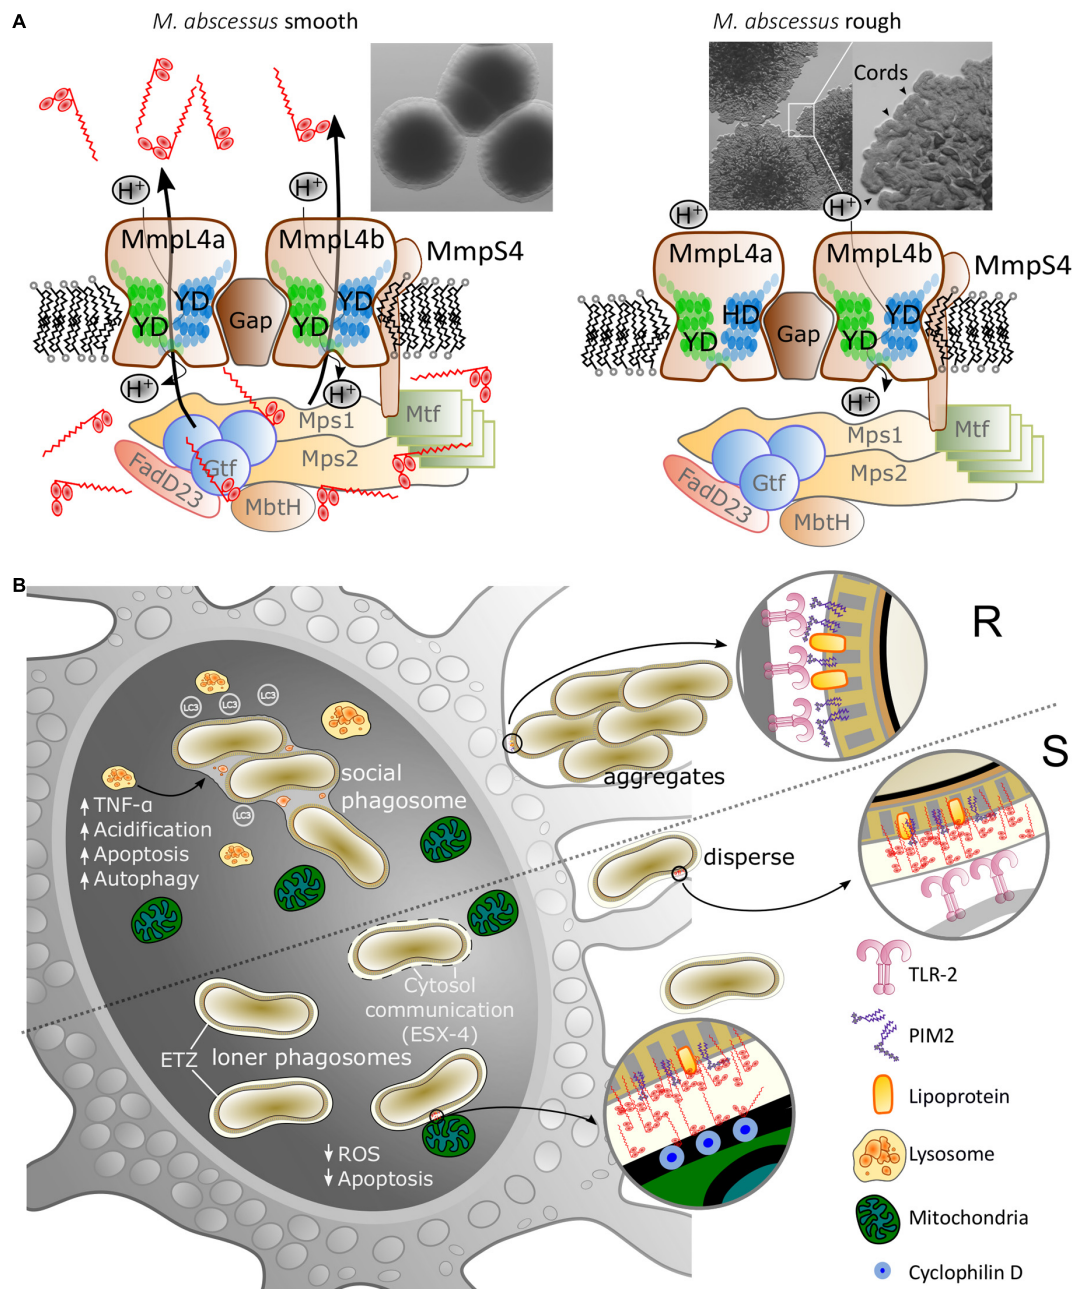 A
M. abscessus smooth
M. abscessus rough
Cords
H+
H+
H+
H+
MmpL4a
MmpL4b
MmpS4
MmpL4a
MmpL4b
MmpS4
YD
YD
YD
YD
Gap
HD
YD
YD
YD
Gap
H+
H+
H+
Mps1
Mtf
Mps2
Gtf
FadD23
MbtH
Mps1
Mtf
Mps2
Gtf
FadD23
MbtH
B
R
S
LC3
LC3
LC3
LC3
social
phagosome
TNF-α
Acidification
Apoptosis
Autophagy
aggregates
disperse
Cytosol
communication
(ESX-4)
ETZ
loner phagosomes
ROS
Apoptosis
TLR-2
PIM2
Lipoprotein
Lysosome
Mitochondria
Cyclophilin D